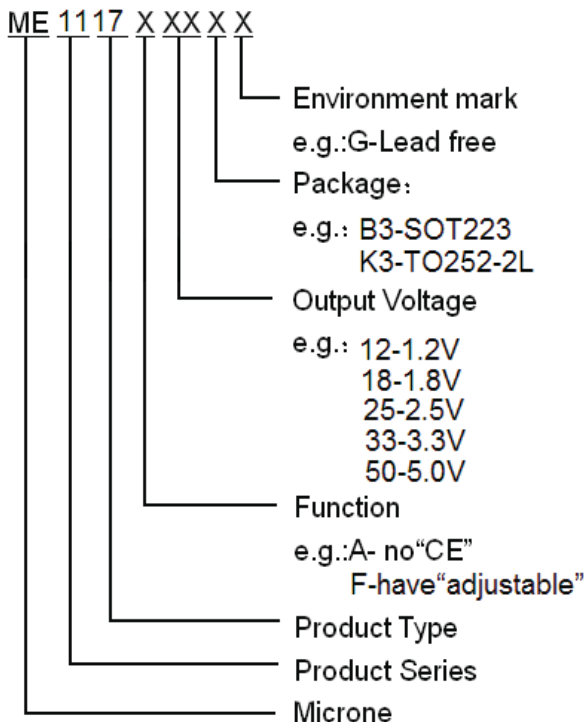 ME 11 17 X XX X X
Environment mark
e.g.:G-Lead free
Package：
e.g.：B3-SOT223
K3-TO252-2L
Output Voltage
e.g.：12-1.2V
18-1.8V
25-2.5V
33-3.3V
50-5.0V
Function
e.g.:A- no“CE”
F-have“adjustable”
Product Type
Product Series
Microne